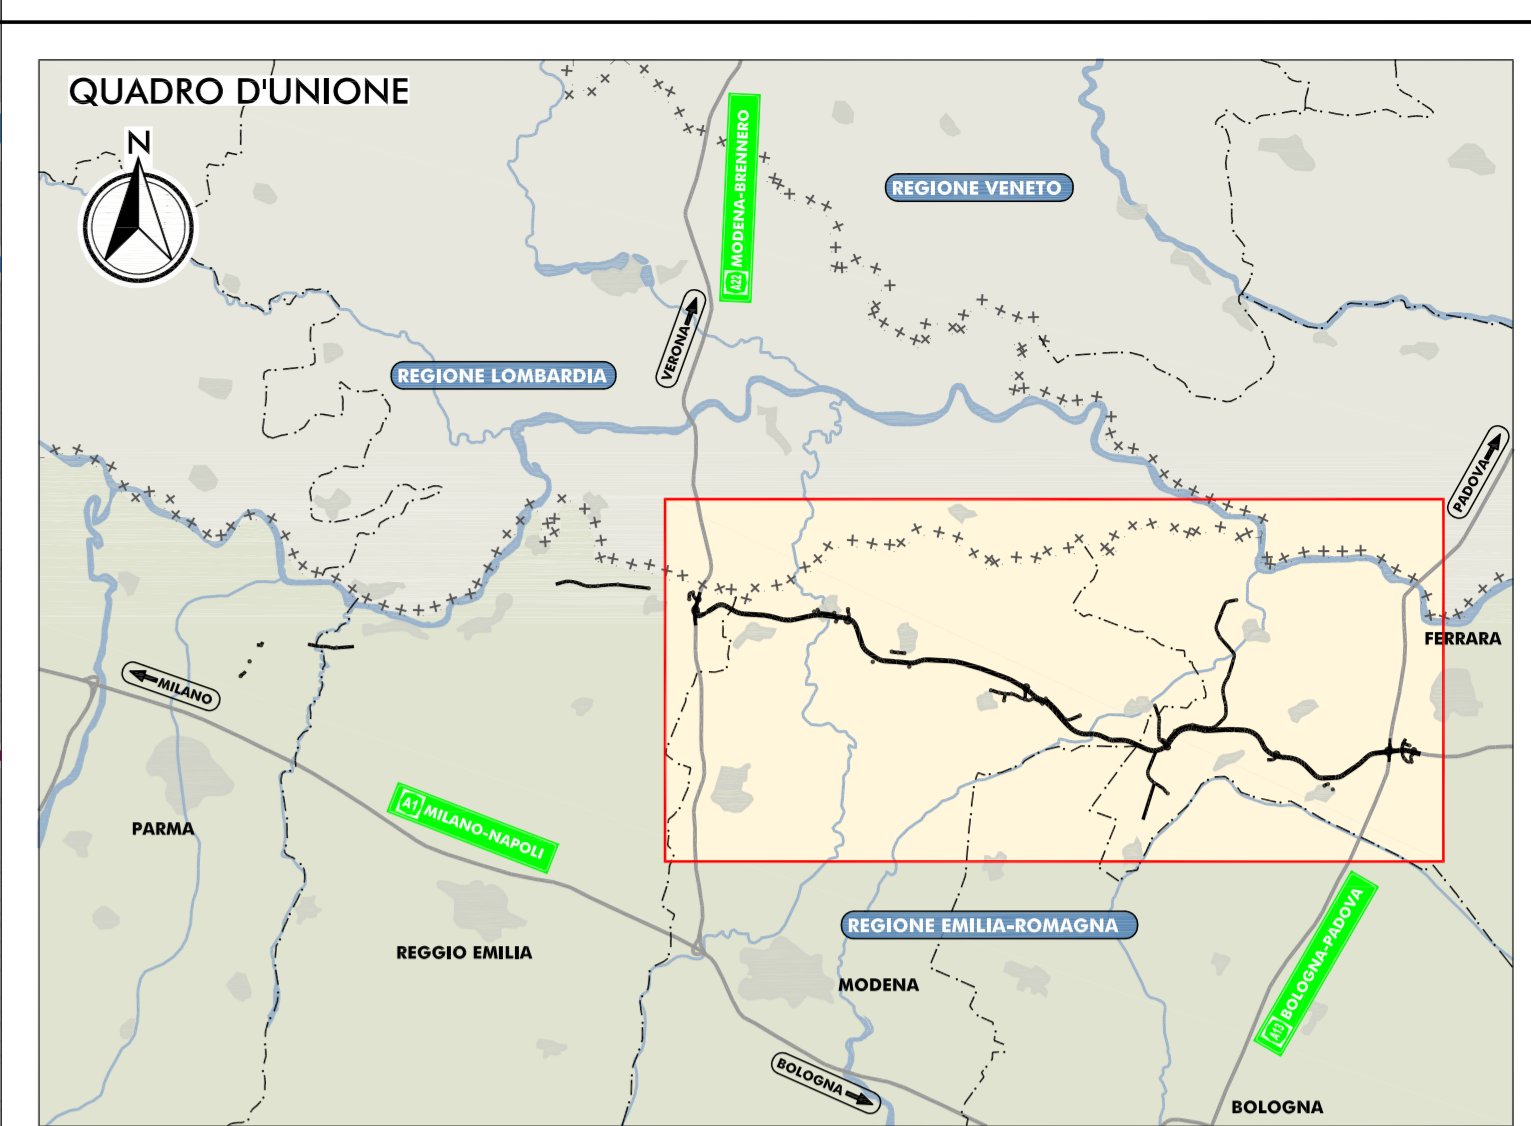 QUADRO D'UNIONE
N
A22 MODENA-BRENNERO
REGIONE VENETO
VERONA
REGIONE LOMBARDIA
PADOVA
FERRARA
MILANO
A1 MILANO-NAPOLI
PARMA
REGGIO EMILIA
REGIONE EMILIA-ROMAGNA
MODENA
A13 BOLOGNA-PADOVA
BOLOGNA
BOLOGNA